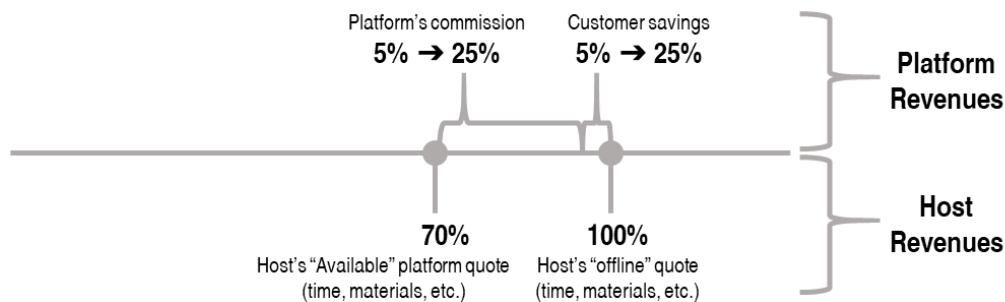 Platform’s commission
5% ➔ 25%
Customer savings
5% ➔ 25%
Platform
Revenues
70%
Host’s “Available” platform quote
(time, materials, etc.)
100%
Host’s “offline” quote
(time, materials, etc.)
Host
Revenues